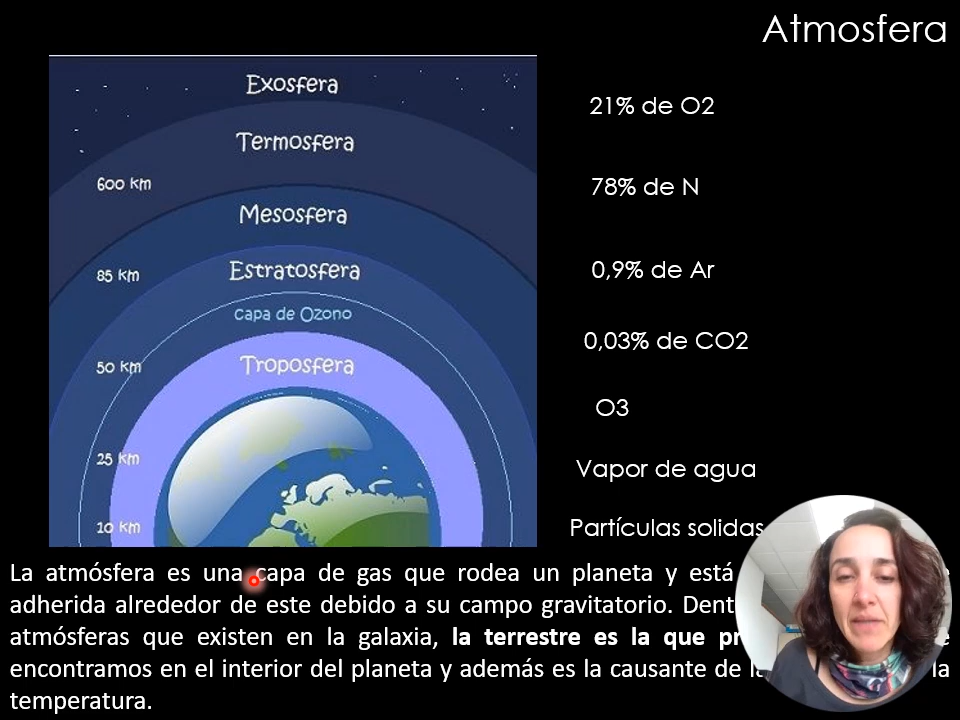 Atmosfera
Exosfera
Termosfera
600 km
Mesosfera
Estratosfera
85 km
capa de Ozono
Troposfera
50 km
25 km
10 km
21% de O2
78% de N
0,9% de Ar
0,03% de CO2
O3
Vapor de agua
Partículas solidas
La atmósfera es una capa de gas que rodea un planeta y está
adherida alrededor de este debido a su campo gravitatorio.
atmósferas que existen en la galaxia, la terrestre es la que
encontramos en el interior del planeta y además es la causante de la
temperatura.